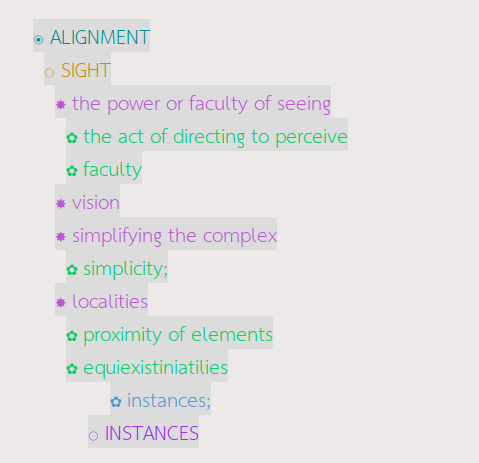 ALIGNMENT
SIGHT
the power or faculty of seeing
the act of directing to perceive
faculty
vision
simplifying the complex
simplicity;
localities
proximity of elements
equiexistiniatilies
instances;
INSTANCES